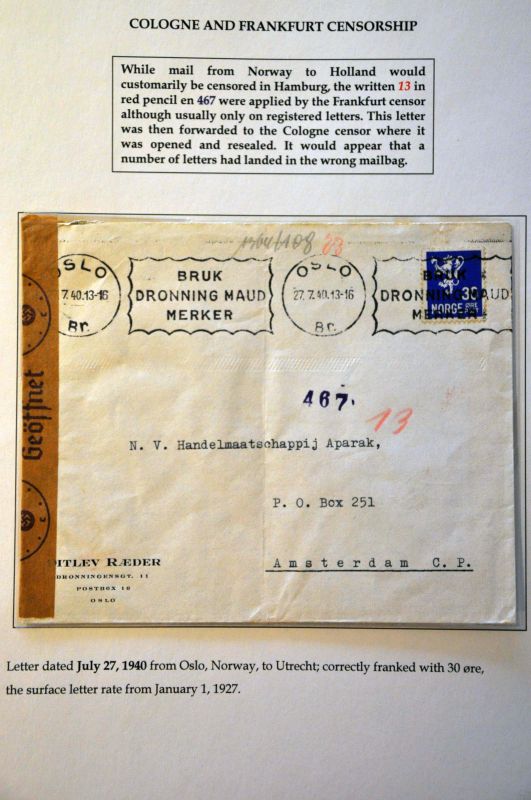 COLOGNE AND FRANKFURT CENSORSHIP
While mail from Norway to Holland would
customarily be censored in Hamburg, the written 13 in
red pencil en 467 were applied by the Frankfurt censor
although usually only on registered letters. This letter
was then forwarded to the Cologne censor where it
was opened and resealed. It would appear that a
number of letters had landed in the wrong mailbag.
OSLO
7.40.13-16
Br.
BRUK
DRONNING MAUD
MERKER
OSLO
27.7.40.13-16
Br.
BRUK
DRONNING MAUD
MERKER
30
NORGE
Geöffnet
467.
13
N. V. Handelmaatschappij Aparak,
P. O. Box 251
Amsterdam C. P.
DITLEV RÆDER
DRONNINGENSGT. 11
POSTBOX 18
OSLO
Letter dated July 27, 1940 from Oslo, Norway, to Utrecht; correctly franked with 30 øre,
the surface letter rate from January 1, 1927.